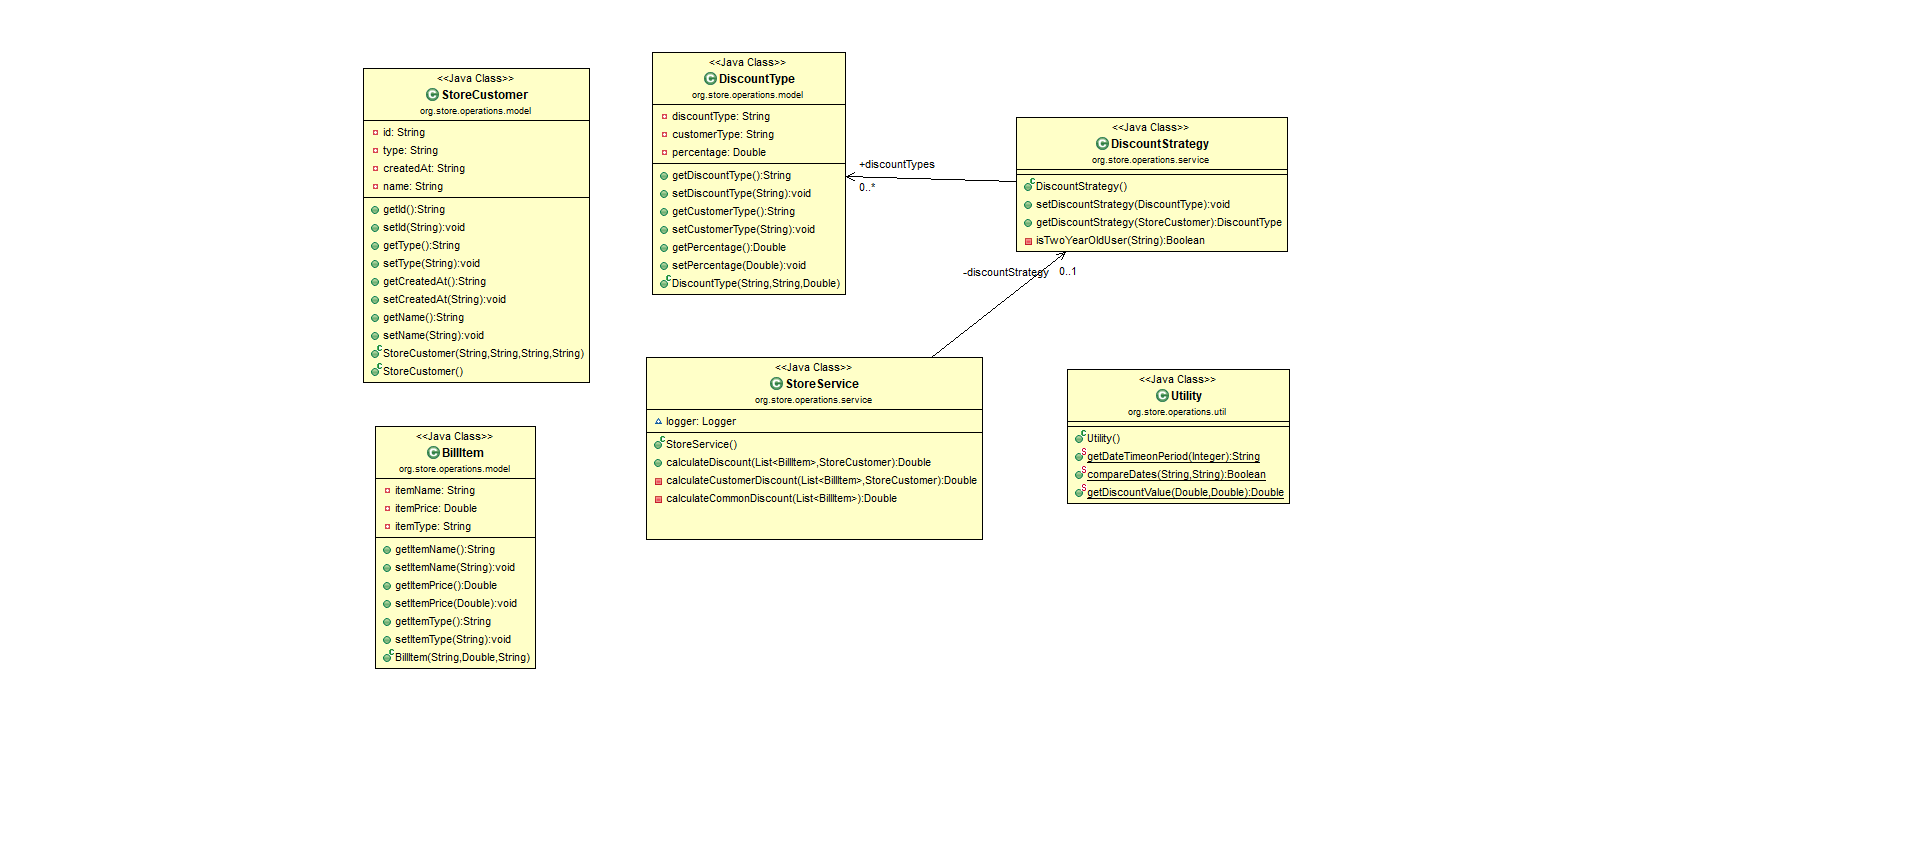 <<Java Class>>
StoreCustomer
org.store.operations.model
id: String
type: String
createdAt: String
name: String
getId():String
setId(String):void
getType():String
setType(String):void
getCreatedAt():String
setCreatedAt(String):void
getName():String
setName(String):void
StoreCustomer(String,String,String,String)
StoreCustomer()
<<Java Class>>
DiscountType
org.store.operations.model
discountType: String
customerType: String
percentage: Double
getDiscountType():String
setDiscountType(String):void
getCustomerType():String
setCustomerType(String):void
getPercentage():Double
setPercentage(Double):void
DiscountType(String,String,Double)
+discountTypes
0..*
<<Java Class>>
DiscountStrategy
org.store.operations.service
DiscountStrategy()
setDiscountStrategy(DiscountType):void
getDiscountStrategy(StoreCustomer):DiscountType
isTwoYearOldUser(String):Boolean
-discountStrategy
0..1
<<Java Class>>
StoreService
org.store.operations.service
logger: Logger
StoreService()
calculateDiscount(List<BillItem>,StoreCustomer):Double
calculateCustomerDiscount(List<BillItem>,StoreCustomer):Double
calculateCommonDiscount(List<BillItem>):Double
<<Java Class>>
Utility
org.store.operations.util
Utility()
getDateTimeonPeriod(Integer):String
compareDates(String,String):Boolean
getDiscountValue(Double,Double):Double
<<Java Class>>
BillItem
org.store.operations.model
itemName: String
itemPrice: Double
itemType: String
getItemName():String
setItemName(String):void
getItemPrice():Double
setItemPrice(Double):void
getItemType():String
setItemType(String):void
BillItem(String,Double,String)